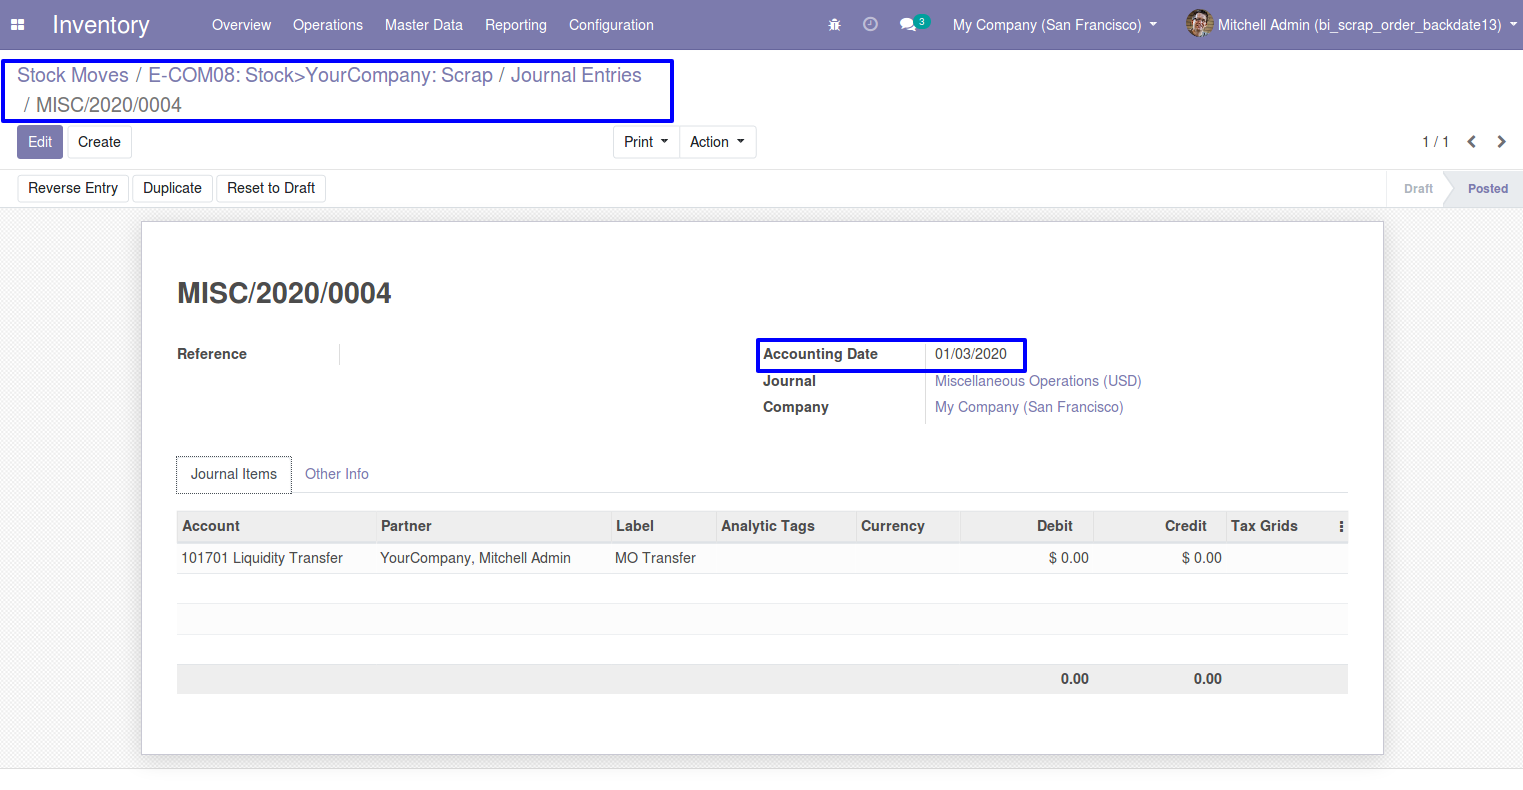 Inventory Overview Operations Master Data Reporting Configuration 3 My Company (San Francisco) Mitchell Admin (bi_scrap_order_backdate13)
Stock Moves / E-COM08: Stock>YourCompany: Scrap / Journal Entries
/ MISC/2020/0004
Edit Create Print Action 1 / 1
Reverse Entry Duplicate Reset to Draft Draft Posted
MISC/2020/0004
Reference Accounting Date 01/03/2020
Journal Miscellaneous Operations (USD)
Company My Company (San Francisco)
Journal Items Other Info
Account Partner Label Analytic Tags Currency Debit Credit Tax Grids
101701 Liquidity Transfer YourCompany, Mitchell Admin MO Transfer $ 0.00 $ 0.00
0.00 0.00